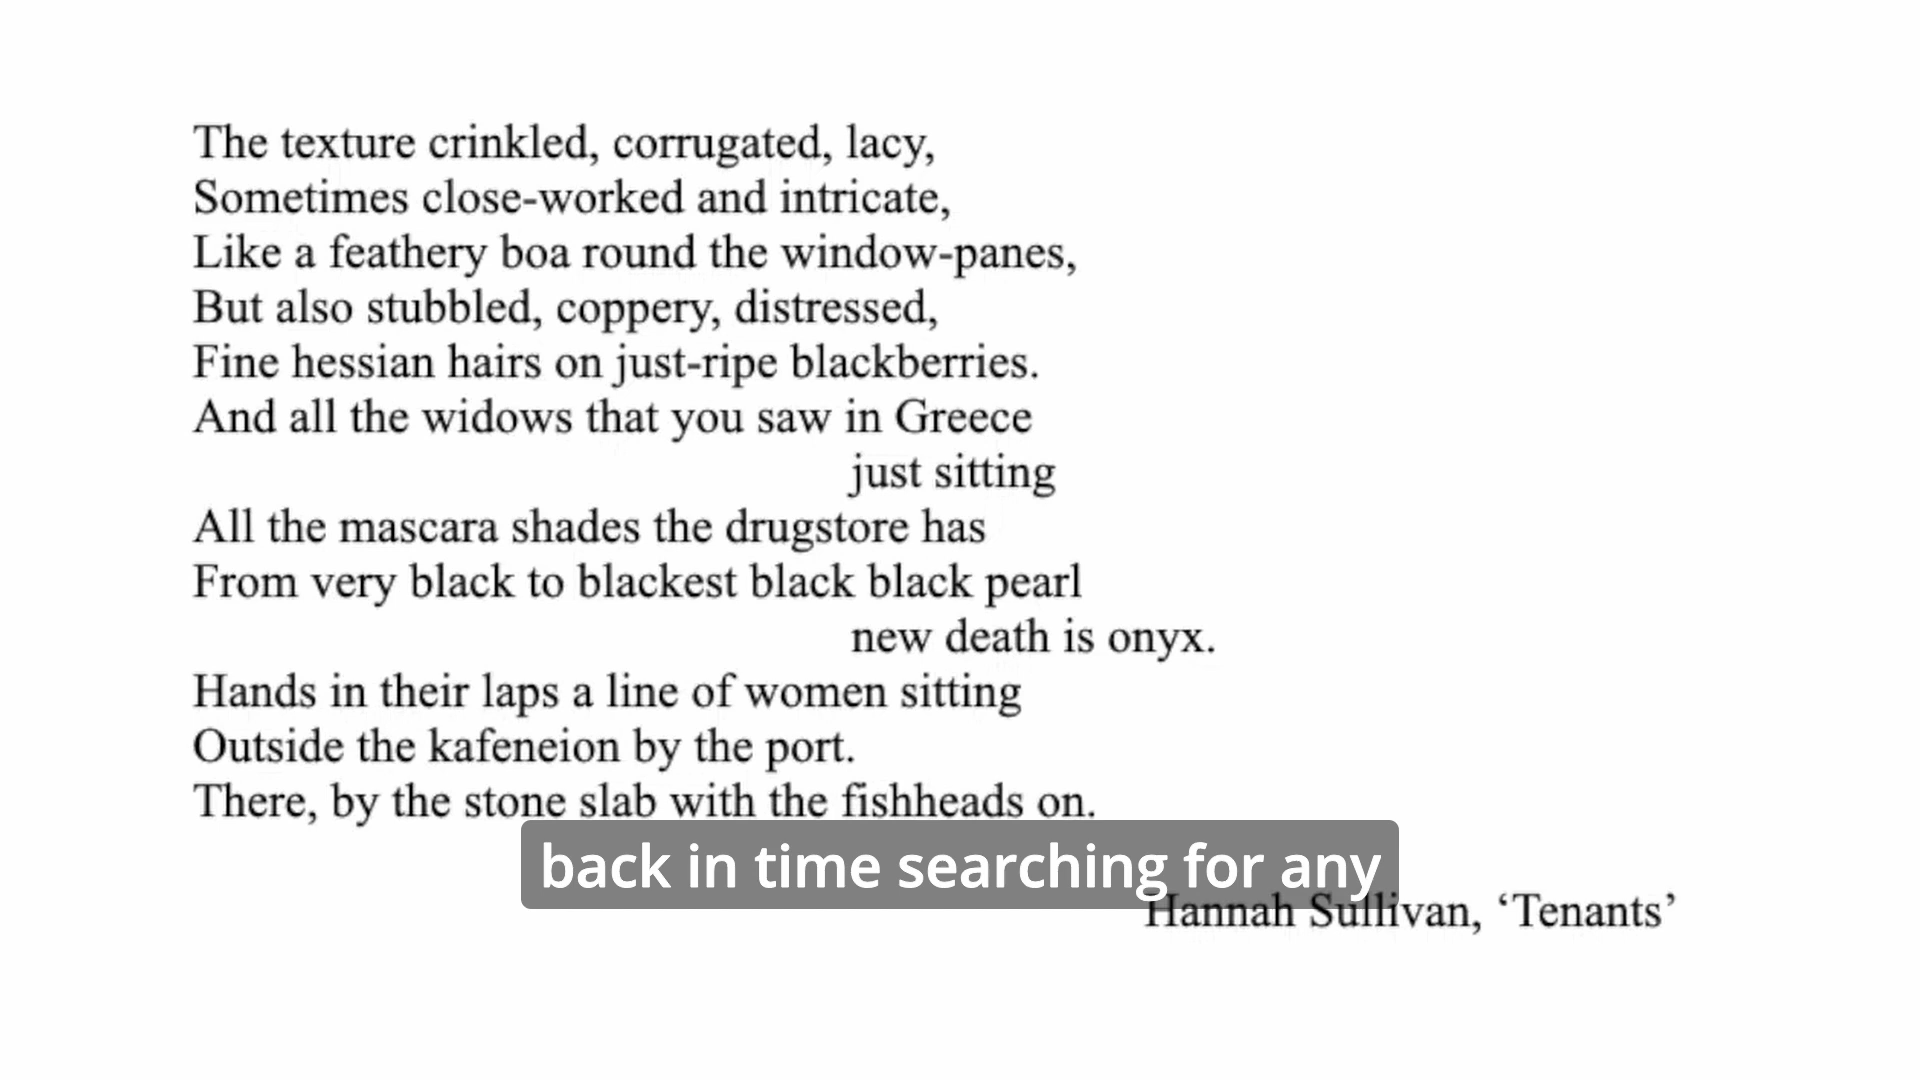 The texture crinkled, corrugated, lacy,
Sometimes close-worked and intricate,
Like a feathery boa round the window-panes,
But also stubbled, coppery, distressed,
Fine hessian hairs on just-ripe blackberries.
And all the widows that you saw in Greece
just sitting
All the mascara shades the drugstore has
From very black to blackest black black pearl
new death is onyx.
Hands in their laps a line of women sitting
Outside the kafeneion by the port.
There, by the stone slab with the fishheads on.
back in time searching for any
Hannah Sullivan, ‘Tenants’